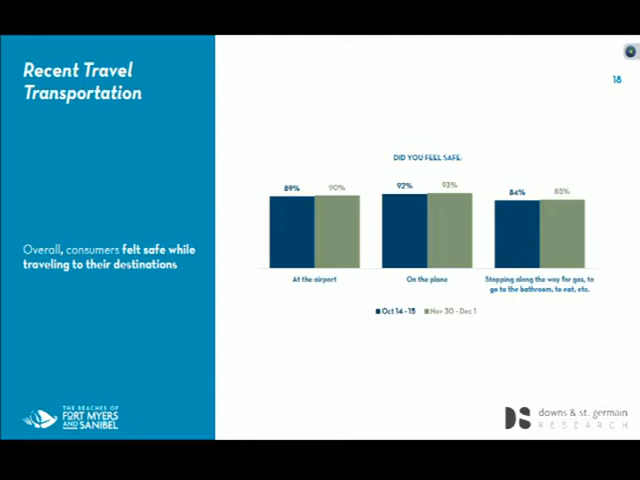 Recent Travel
Transportation
18
DID YOU FEEL SAFE:
89%
90%
92%
93%
84%
85%
Overall, consumers felt safe while
traveling to their destinations
At the airport
On the plane
Stopping along the way for gas, to
go to the bathroom, to eat, etc.
Oct 14 - 15
Nov 30 - Dec 1
THE BEACHES OF
FORT MYERS
AND SANIBEL
downs & st. germain
RESEARCH